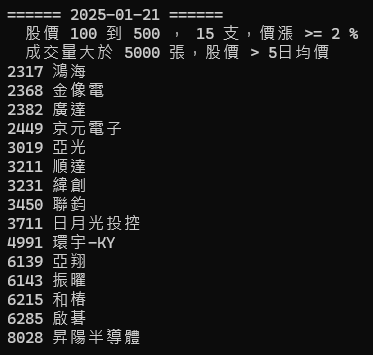 ====== 2025-01-21 ======
股價 100 到 500 , 15 支,價漲 >= 2 %
成交量大於 5000 張,股價 > 5日均價
2317 鴻海
2368 金像電
2382 廣達
2449 京元電子
3019 亞光
3211 順達
3231 緯創
3450 聯鈞
3711 日月光投控
4991 環宇-KY
6139 亞翔
6143 振曜
6215 和椿
6285 啟碁
8028 昇陽半導體